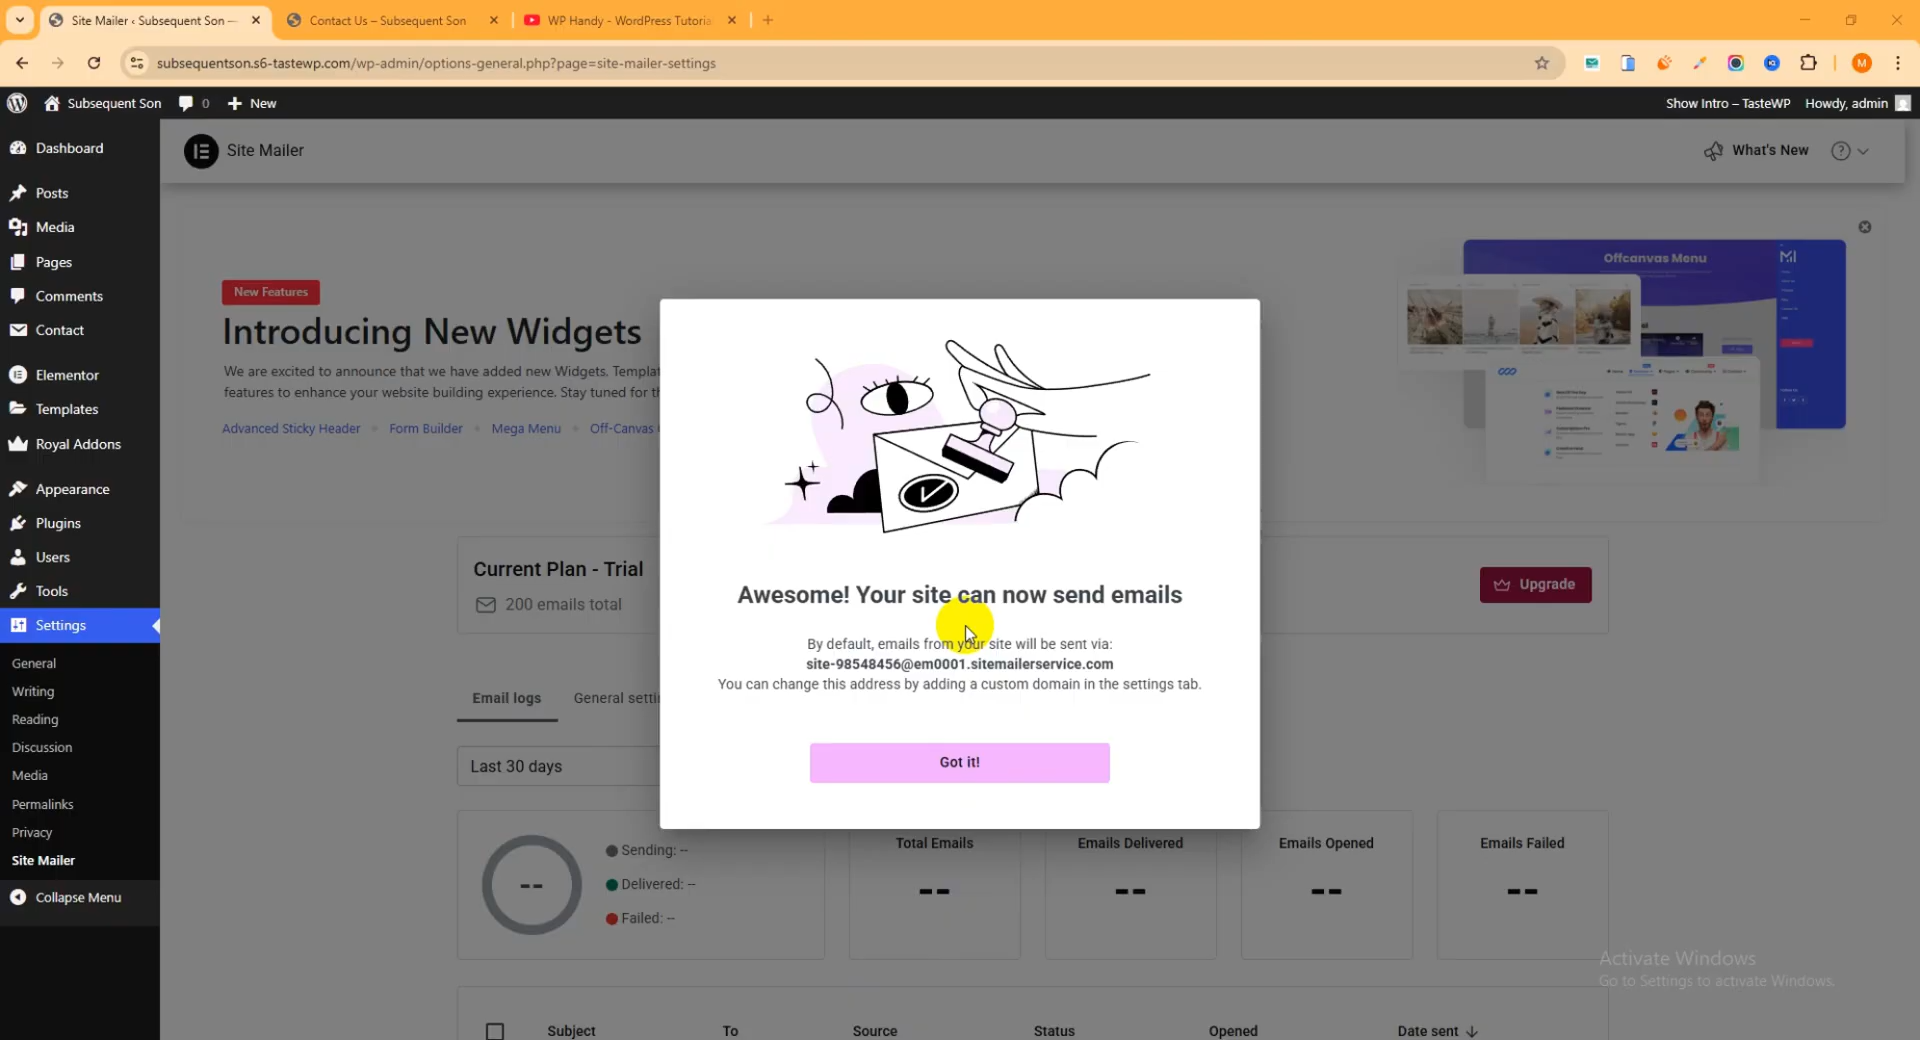 Site Mailer ‹ Subsequent Son —
Contact Us – Subsequent Son
WP Handy - WordPress Tutoria
subsequentson.s6-tastewp.com/wp-admin/options-general.php?page=site-mailer-settings
M
Subsequent Son
0
New
Show Intro – TasteWP
Howdy, admin
Dashboard
Posts
Media
Pages
Comments
Contact
Elementor
Templates
Royal Addons
Appearance
Plugins
Users
Tools
Settings
General
Writing
Reading
Discussion
Media
Permalinks
Privacy
Site Mailer
Collapse Menu
Site Mailer
What's New
New Features
Introducing New Widgets
We are excited to announce that we have added new Widgets,
features to enhance your website building experience. Stay tuned for
Advanced Sticky Header
Form Builder
Mega Menu
Off-Canvas
Offcanvas Menu
Current Plan - Trial
200 emails total
Upgrade
Email logs
General
Last 30 days
Awesome! Your site can now send emails
By default, emails from your site will be sent via:
site-98548456@em0001.sitemailerservice.com
You can change this address by adding a custom domain in the settings tab.
Got it!
--
Sending: --
Delivered: --
Failed: --
Total Emails
--
Emails Delivered
--
Emails Opened
--
Emails Failed
--
Activate Windows
Go to Settings to activate Windows.
Subject
To
Source
Status
Opened
Date sent